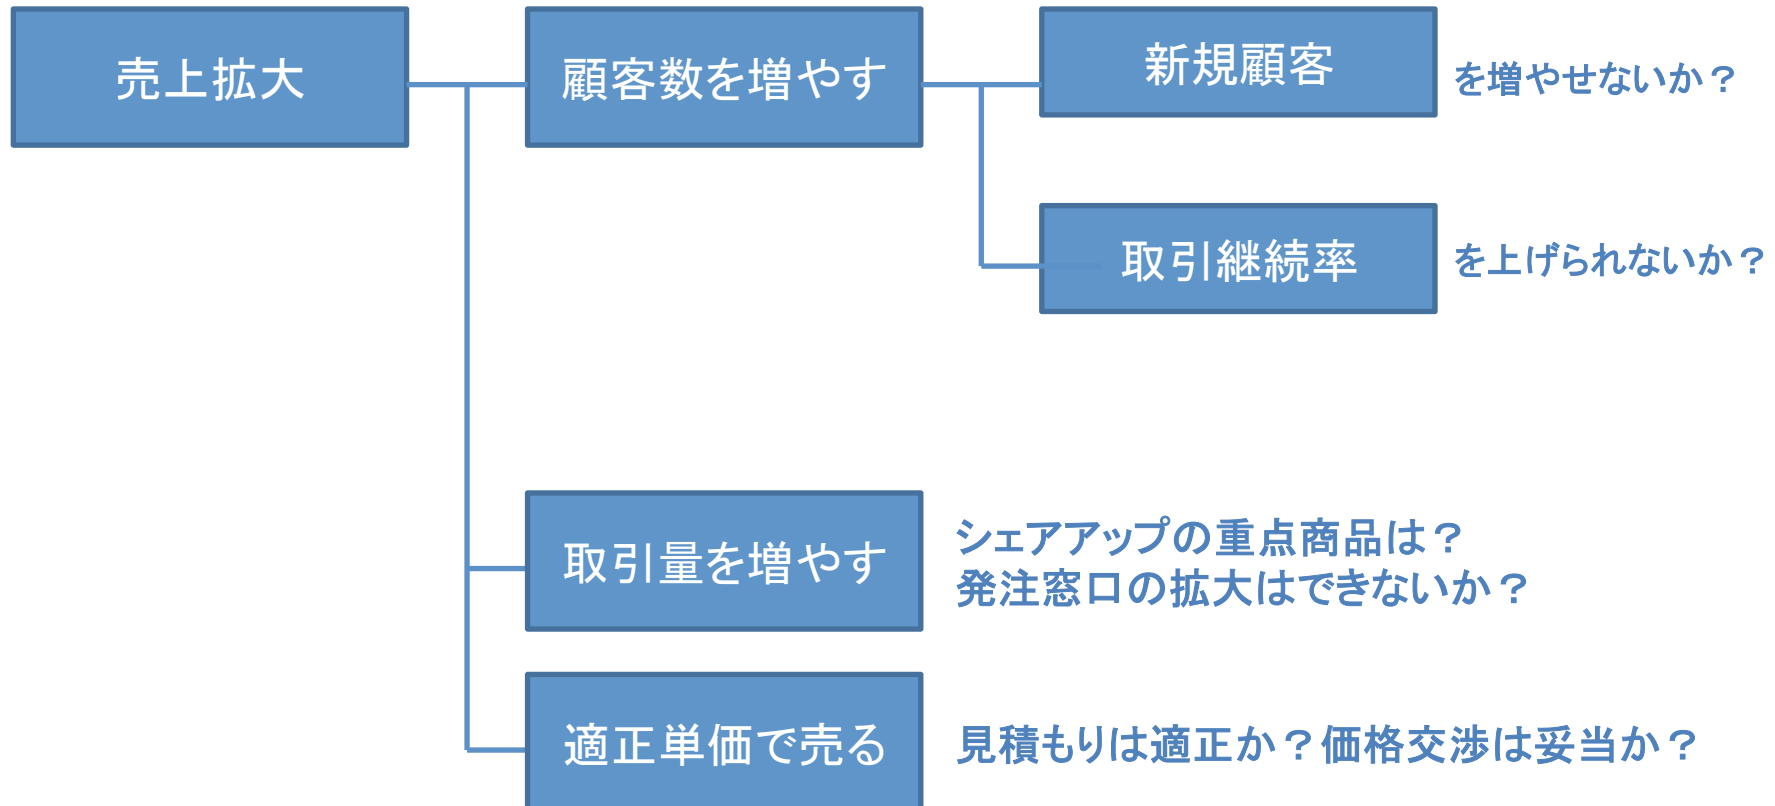 売上拡大
顧客数を増やす
新規顧客
を増やせないか？
取引継続率
を上げられないか？
取引量を増やす
シェアアップの重点商品は？
発注窓口の拡大はできないか？
適正単価で売る
見積もりは適正か？価格交渉は妥当か？